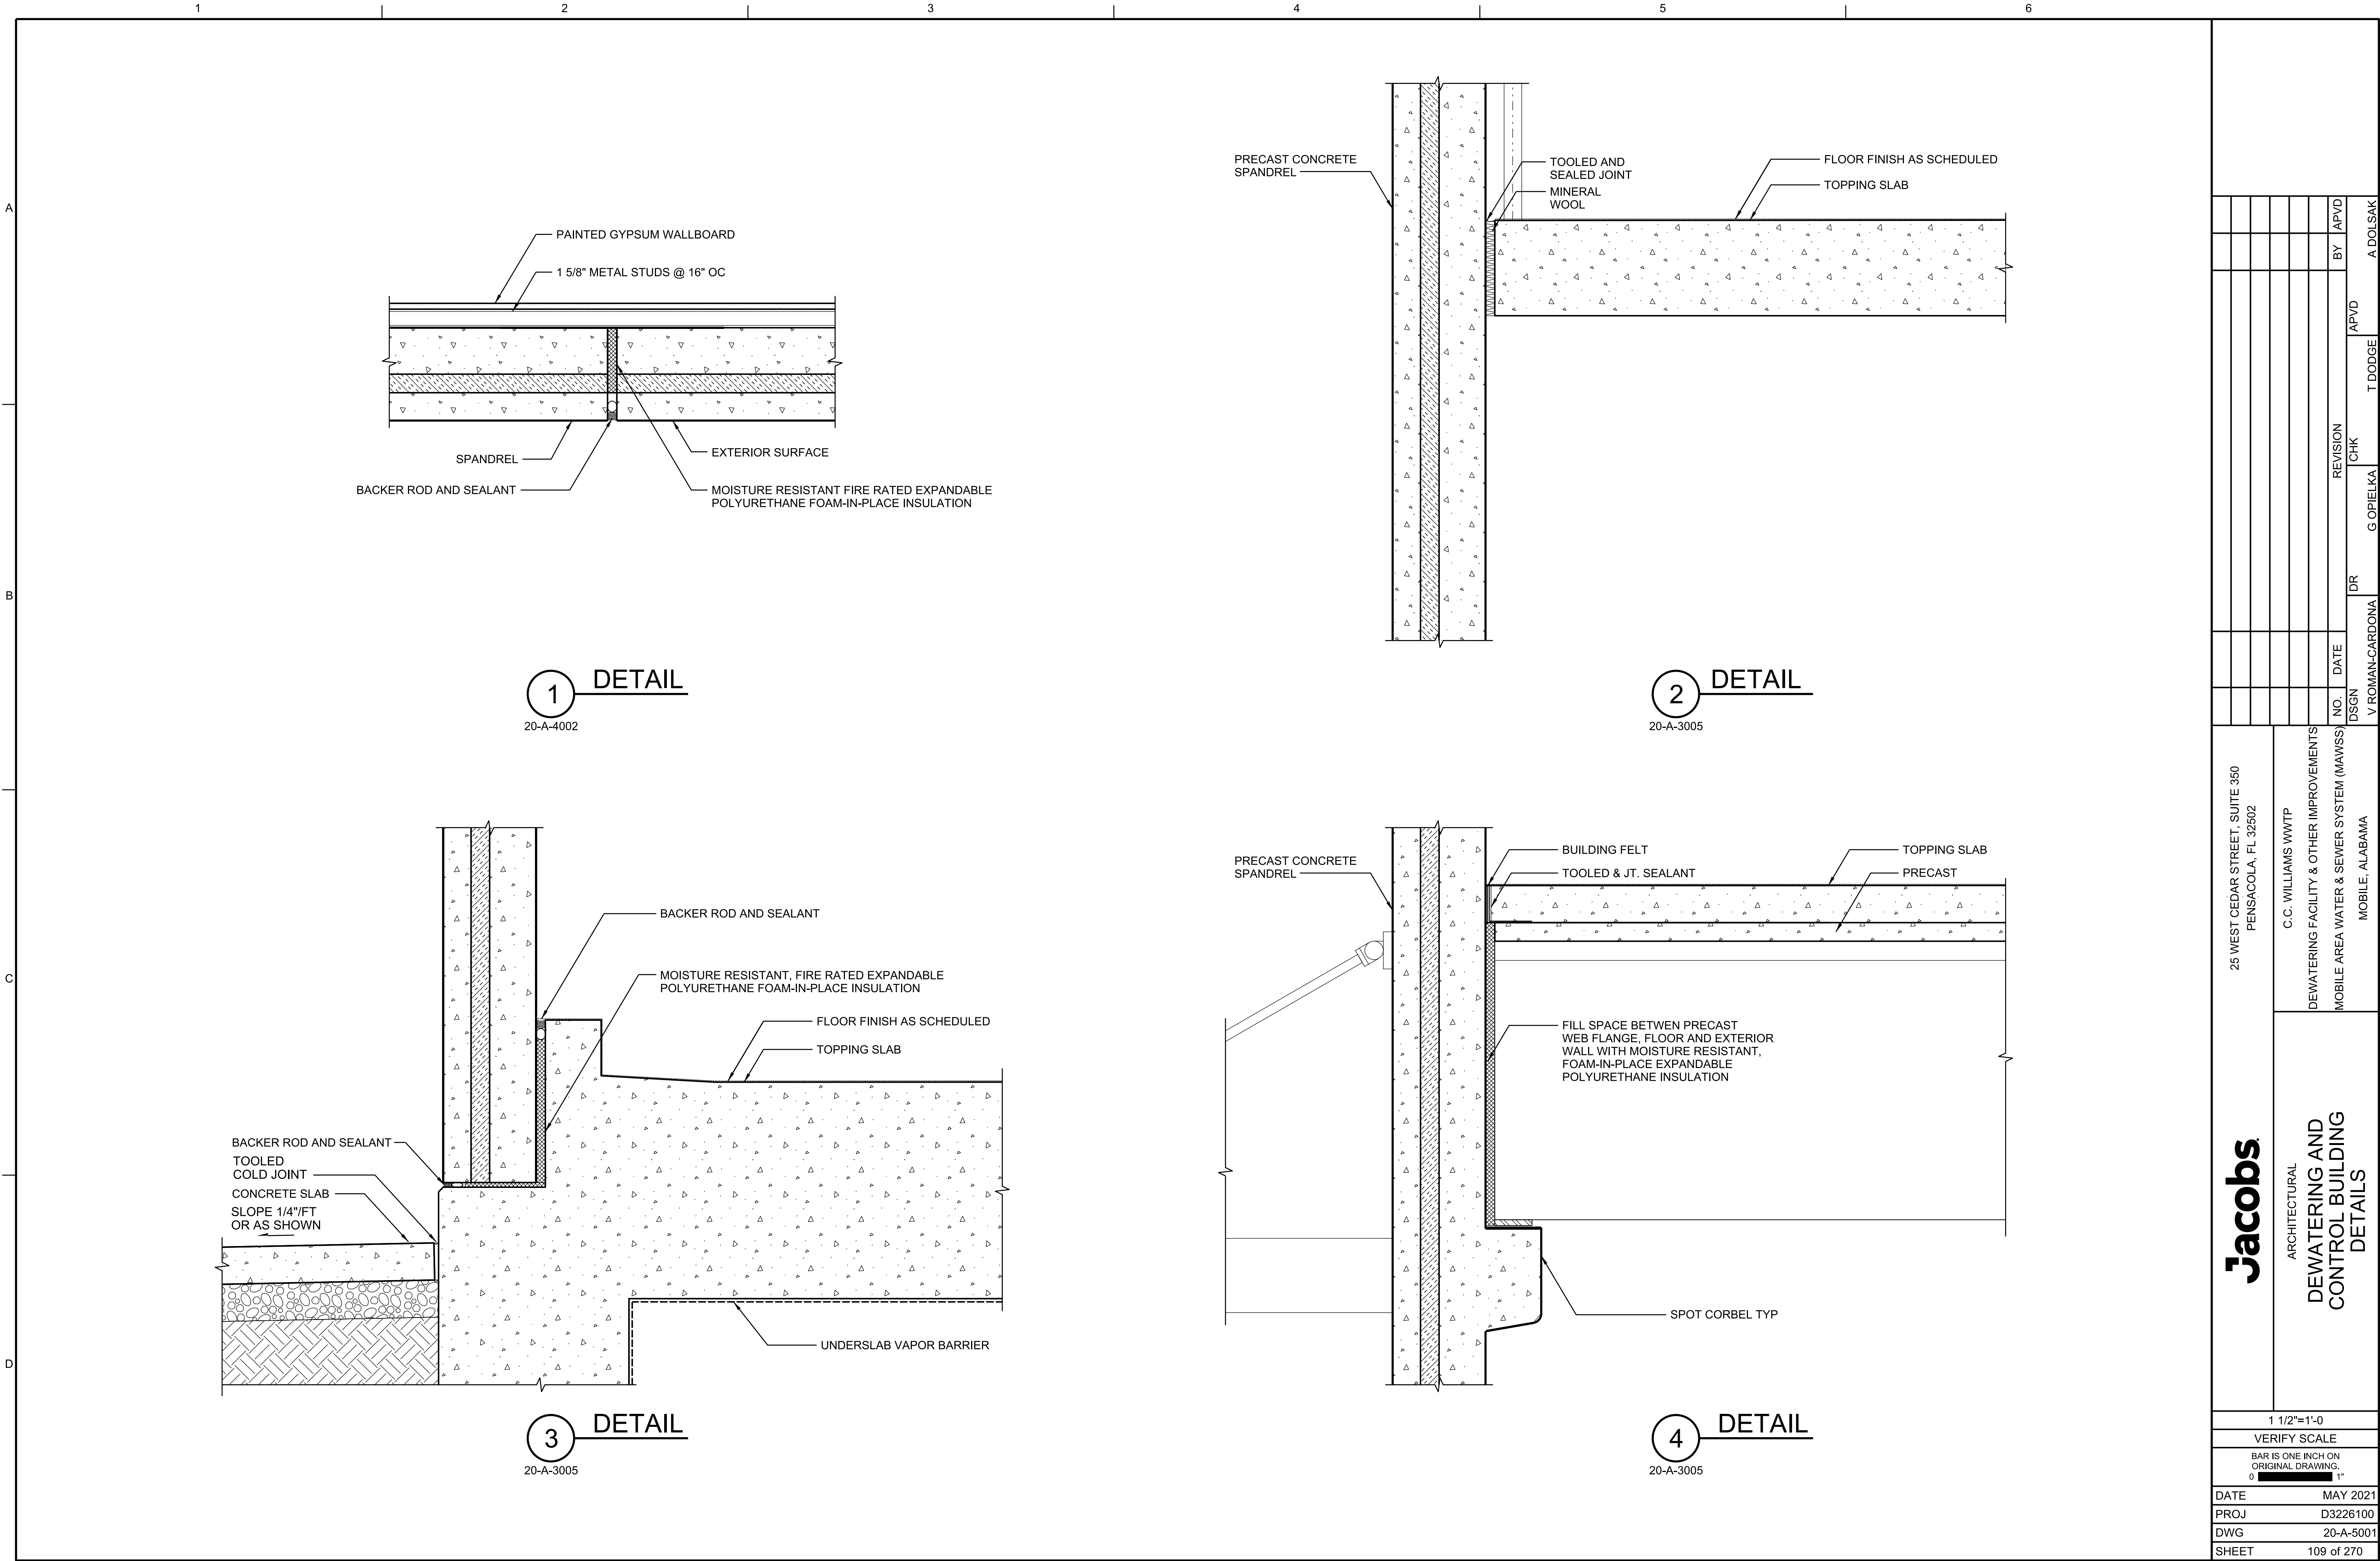 1 2 3 4 5 6
A
B
C
D
PAINTED GYPSUM WALLBOARD
1 5/8" METAL STUDS @ 16" OC
SPANDREL
BACKER ROD AND SEALANT
EXTERIOR SURFACE
MOISTURE RESISTANT FIRE RATED EXPANDABLE
POLYURETHANE FOAM-IN-PLACE INSULATION
1 DETAIL
20-A-4002
PRECAST CONCRETE
SPANDREL
TOOLED AND
SEALED JOINT
MINERAL
WOOL
FLOOR FINISH AS SCHEDULED
TOPPING SLAB
2 DETAIL
20-A-3005
BACKER ROD AND SEALANT
MOISTURE RESISTANT, FIRE RATED EXPANDABLE
POLYURETHANE FOAM-IN-PLACE INSULATION
FLOOR FINISH AS SCHEDULED
TOPPING SLAB
BACKER ROD AND SEALANT
TOOLED
COLD JOINT
CONCRETE SLAB
SLOPE 1/4"/FT
OR AS SHOWN
UNDERSLAB VAPOR BARRIER
3 DETAIL
20-A-3005
PRECAST CONCRETE
SPANDREL
BUILDING FELT
TOOLED & JT. SEALANT
TOPPING SLAB
PRECAST
FILL SPACE BETWEN PRECAST
WEB FLANGE, FLOOR AND EXTERIOR
WALL WITH MOISTURE RESISTANT,
FOAM-IN-PLACE EXPANDABLE
POLYURETHANE INSULATION
SPOT CORBEL TYP
4 DETAIL
20-A-3005
NO. DATE REVISION BY APVD
DSGN DR CHK APVD
V ROMAN-CARDONA G OPIELKA T DODGE A DOLSAK
25 WEST CEDAR STREET, SUITE 350
PENSACOLA, FL 32502
C.C. WILLIAMS WWTP
DEWATERING FACILITY & OTHER IMPROVEMENTS
MOBILE AREA WATER & SEWER SYSTEM (MAWSS)
MOBILE, ALABAMA
Jacobs
ARCHITECTURAL
DEWATERING AND
CONTROL BUILDING
DETAILS
1 1/2"=1'-0
VERIFY SCALE
BAR IS ONE INCH ON
ORIGINAL DRAWING.
0 1"
DATE MAY 2021
PROJ D3226100
DWG 20-A-5001
SHEET 109 of 270